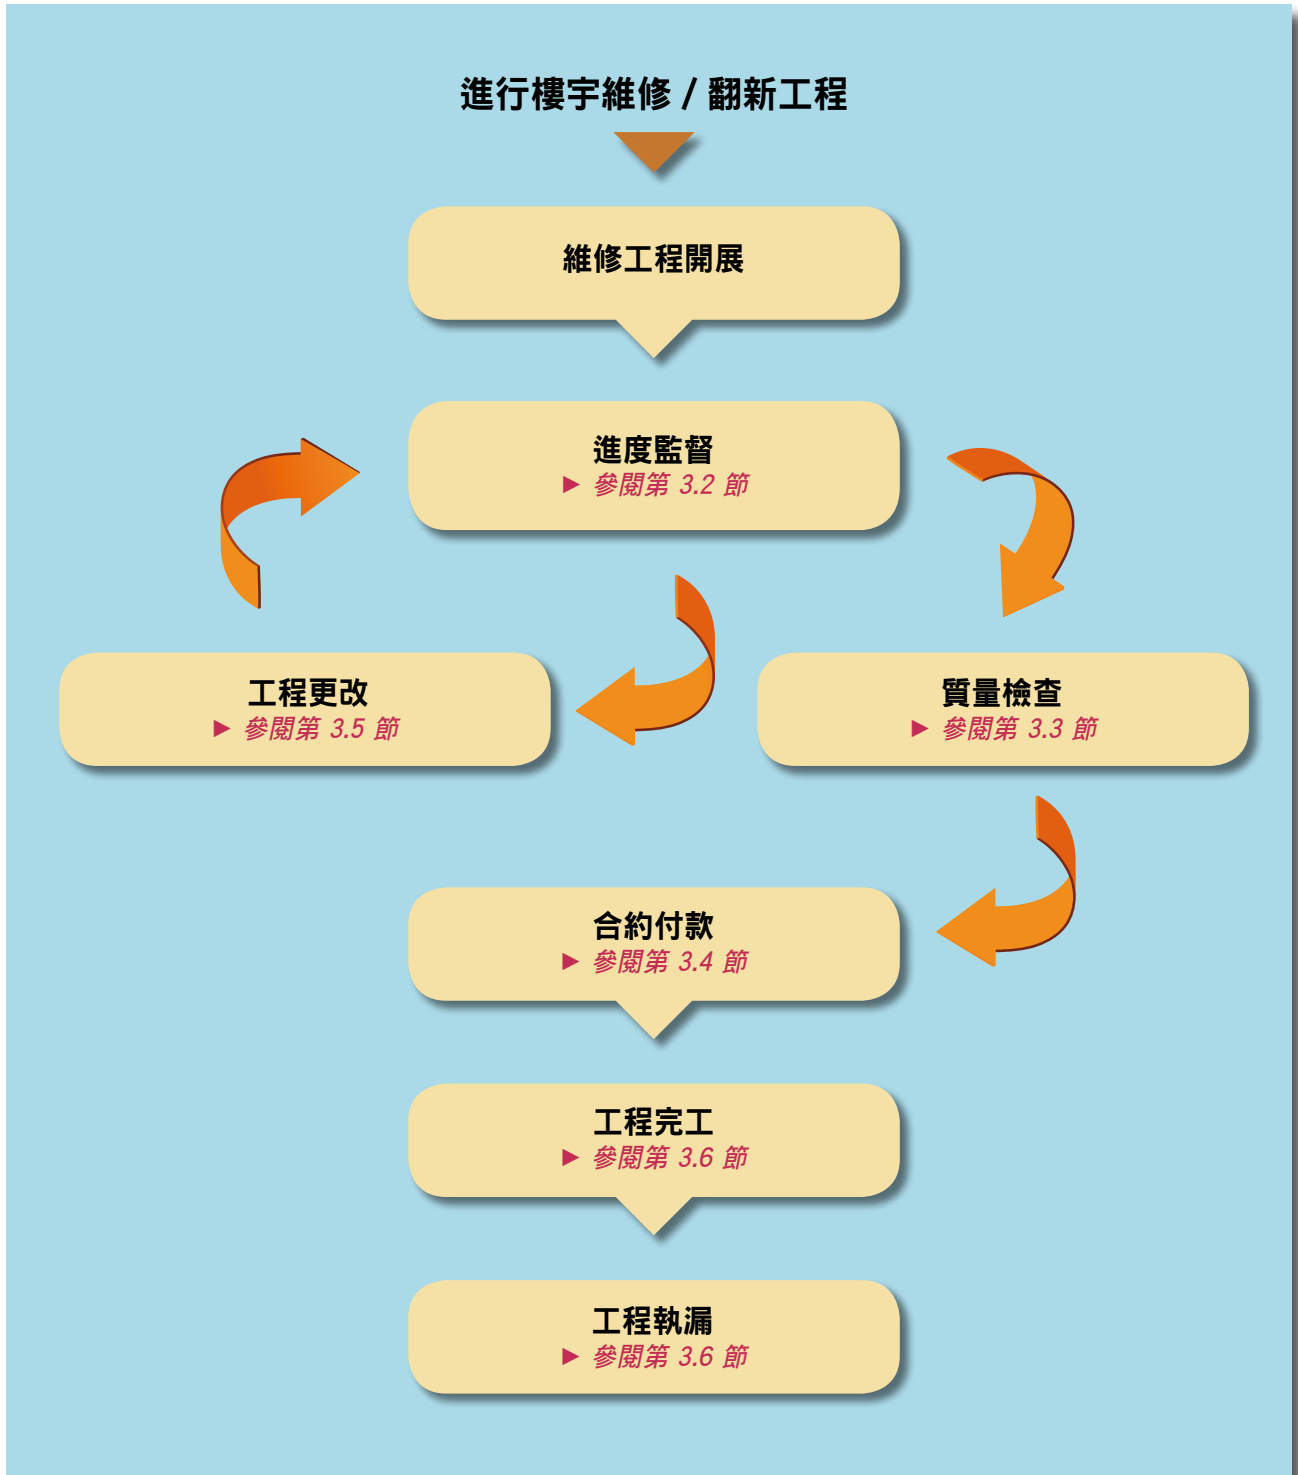 進行樓宇維修 / 翻新工程
維修工程開展
進度監督
► 參閱第 3.2 節
工程更改
► 參閱第 3.5 節
質量檢查
► 參閱第 3.3 節
合約付款
► 參閱第 3.4 節
工程完工
► 參閱第 3.6 節
工程執漏
► 參閱第 3.6 節